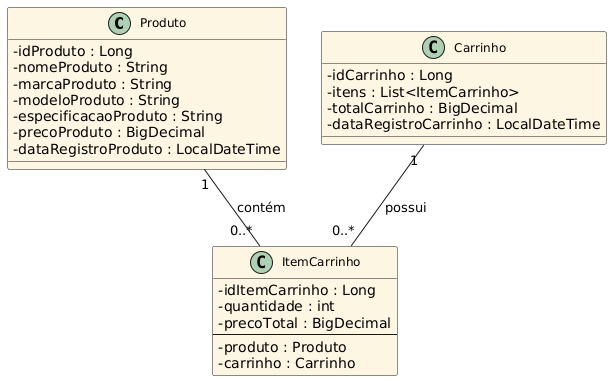 C Produto
-idProduto : Long
-nomeProduto : String
-marcaProduto : String
-modeloProduto : String
-especificacaoProduto : String
-precoProduto : BigDecimal
-dataRegistroProduto : LocalDateTime
C Carrinho
-idCarrinho : Long
-itens : List<ItemCarrinho>
-totalCarrinho : BigDecimal
-dataRegistroCarrinho : LocalDateTime
1
contém
0..*
1
possui
0..*
C ItemCarrinho
-idItemCarrinho : Long
-quantidade : int
-precoTotal : BigDecimal
-produto : Produto
-carrinho : Carrinho